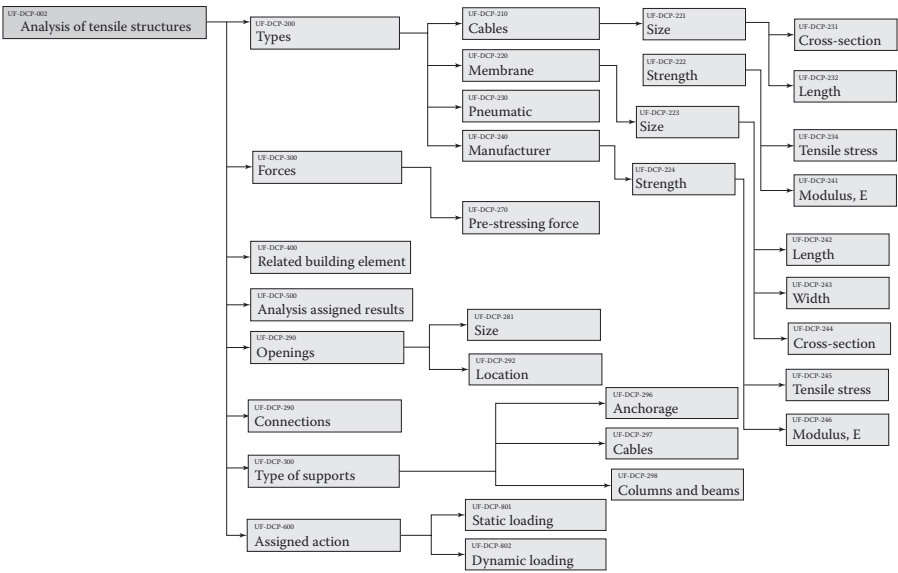 UF-DCP-002
Analysis of tensile structures
UF-DCP-200
Types
UF-DCP-210
Cables
UF-DCP-220
Membrane
UF-DCP-230
Pneumatic
UF-DCP-240
Manufacturer
UF-DCP-221
Size
UF-DCP-222
Strength
UF-DCP-223
Size
UF-DCP-224
Strength
UF-DCP-231
Cross-section
UF-DCP-232
Length
UF-DCP-234
Tensile stress
UF-DCP-241
Modulus, E
UF-DCP-242
Length
UF-DCP-243
Width
UF-DCP-244
Cross-section
UF-DCP-245
Tensile stress
UF-DCP-246
Modulus, E
UF-DCP-300
Forces
UF-DCP-270
Pre-stressing force
UF-DCP-400
Related building element
UF-DCP-500
Analysis assigned results
UF-DCP-290
Openings
UF-DCP-281
Size
UF-DCP-292
Location
UF-DCP-290
Connections
UF-DCP-300
Type of supports
UF-DCP-296
Anchorage
UF-DCP-297
Cables
UF-DCP-298
Columns and beams
UF-DCP-600
Assigned action
UF-DCP-801
Static loading
UF-DCP-802
Dynamic loading